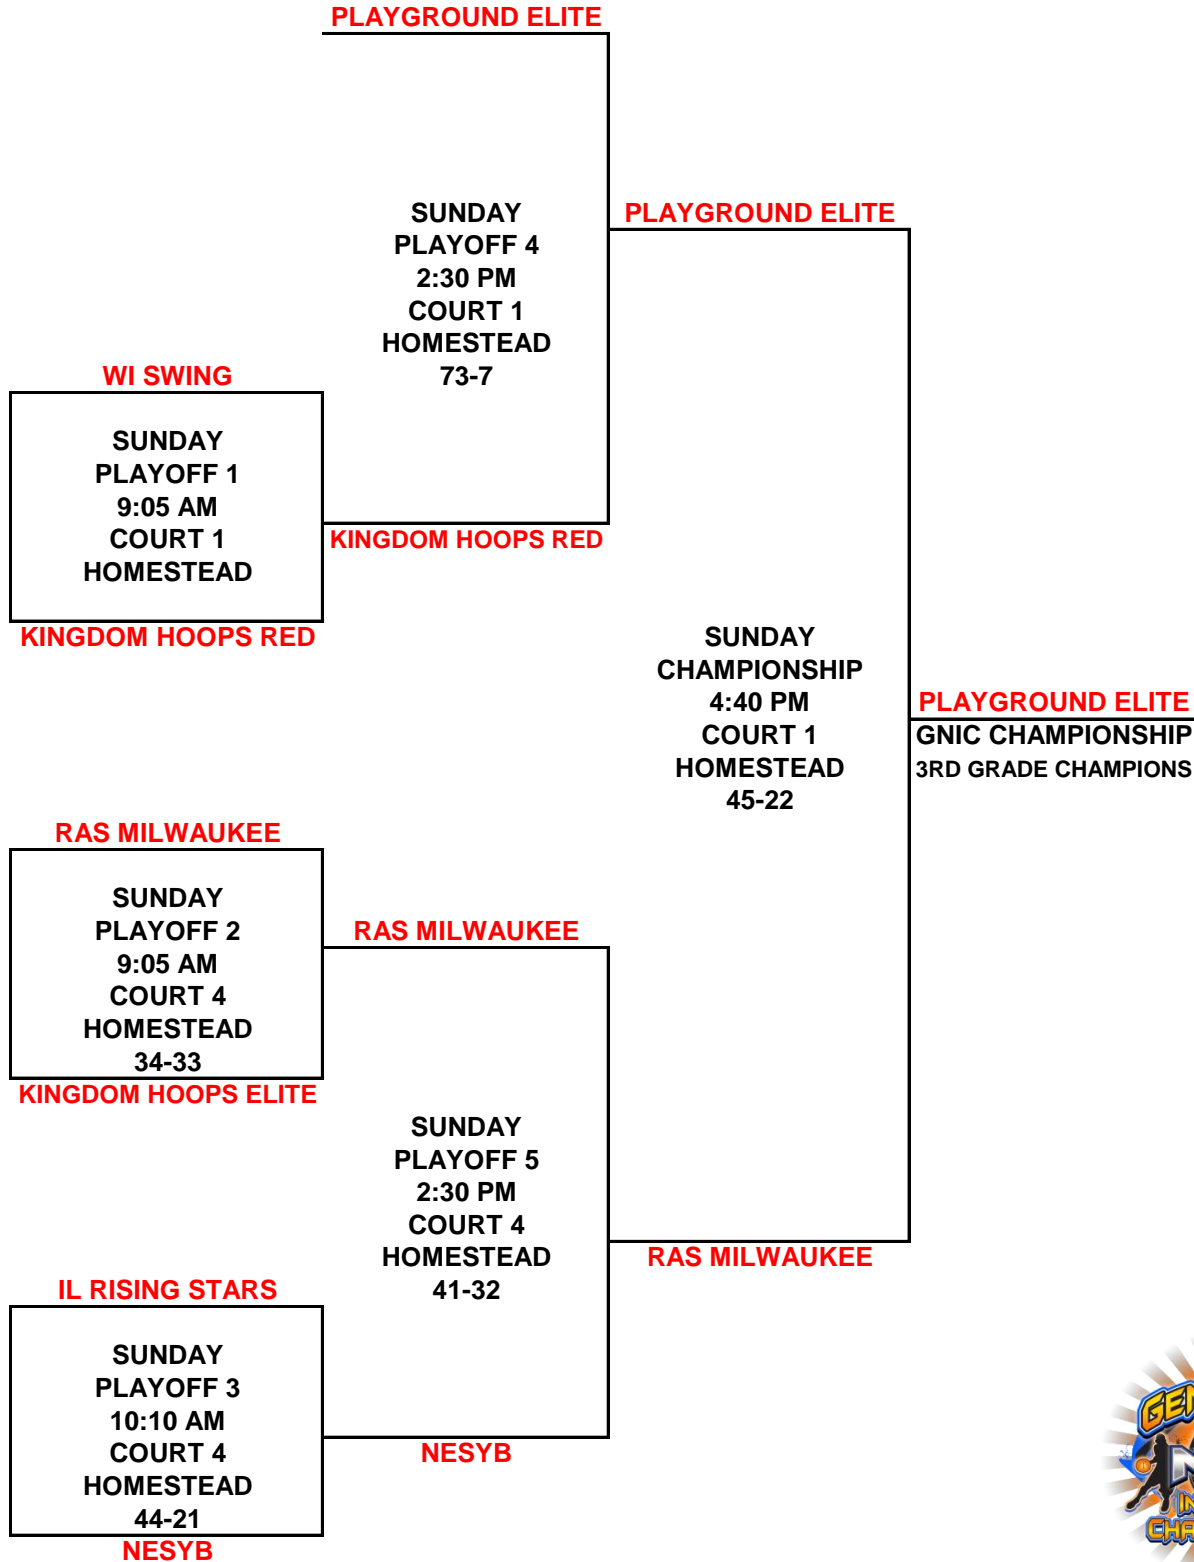 PLAYGROUND ELITE
SUNDAY
PLAYOFF 4
2:30 PM
COURT 1
HOMESTEAD
73-7
PLAYGROUND ELITE
WI SWING
SUNDAY
PLAYOFF 1
9:05 AM
COURT 1
HOMESTEAD
KINGDOM HOOPS RED
KINGDOM HOOPS RED
SUNDAY
CHAMPIONSHIP
4:40 PM
COURT 1
HOMESTEAD
45-22
PLAYGROUND ELITE
GNIC CHAMPIONSHIP
3RD GRADE CHAMPIONS
RAS MILWAUKEE
SUNDAY
PLAYOFF 2
9:05 AM
COURT 4
HOMESTEAD
34-33
KINGDOM HOOPS ELITE
RAS MILWAUKEE
SUNDAY
PLAYOFF 5
2:30 PM
COURT 4
HOMESTEAD
41-32
RAS MILWAUKEE
IL RISING STARS
SUNDAY
PLAYOFF 3
10:10 AM
COURT 4
HOMESTEAD
44-21
NESYB
NESYB